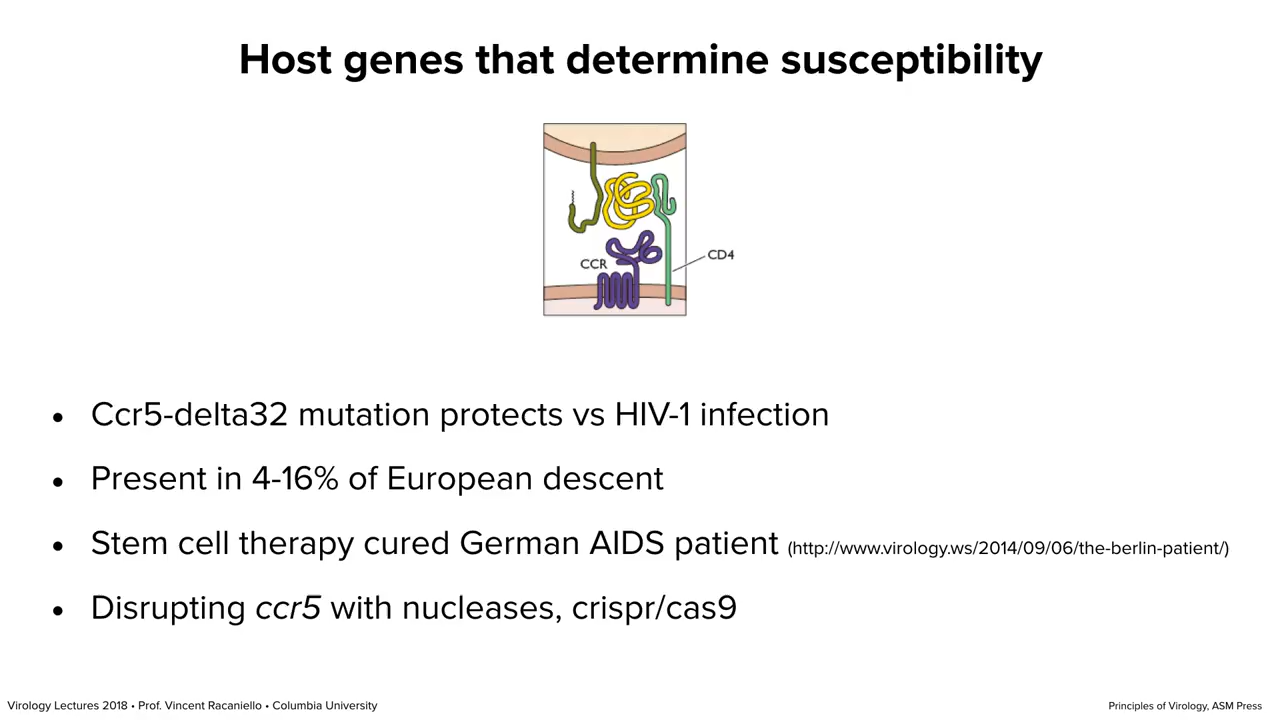 Host genes that determine susceptibility
CCR
CD4
• Ccr5-delta32 mutation protects vs HIV-1 infection
• Present in 4-16% of European descent
• Stem cell therapy cured German AIDS patient (http://www.virology.ws/2014/09/06/the-berlin-patient/)
• Disrupting ccr5 with nucleases, crispr/cas9
Virology Lectures 2018 • Prof. Vincent Racaniello • Columbia University
Principles of Virology, ASM Press